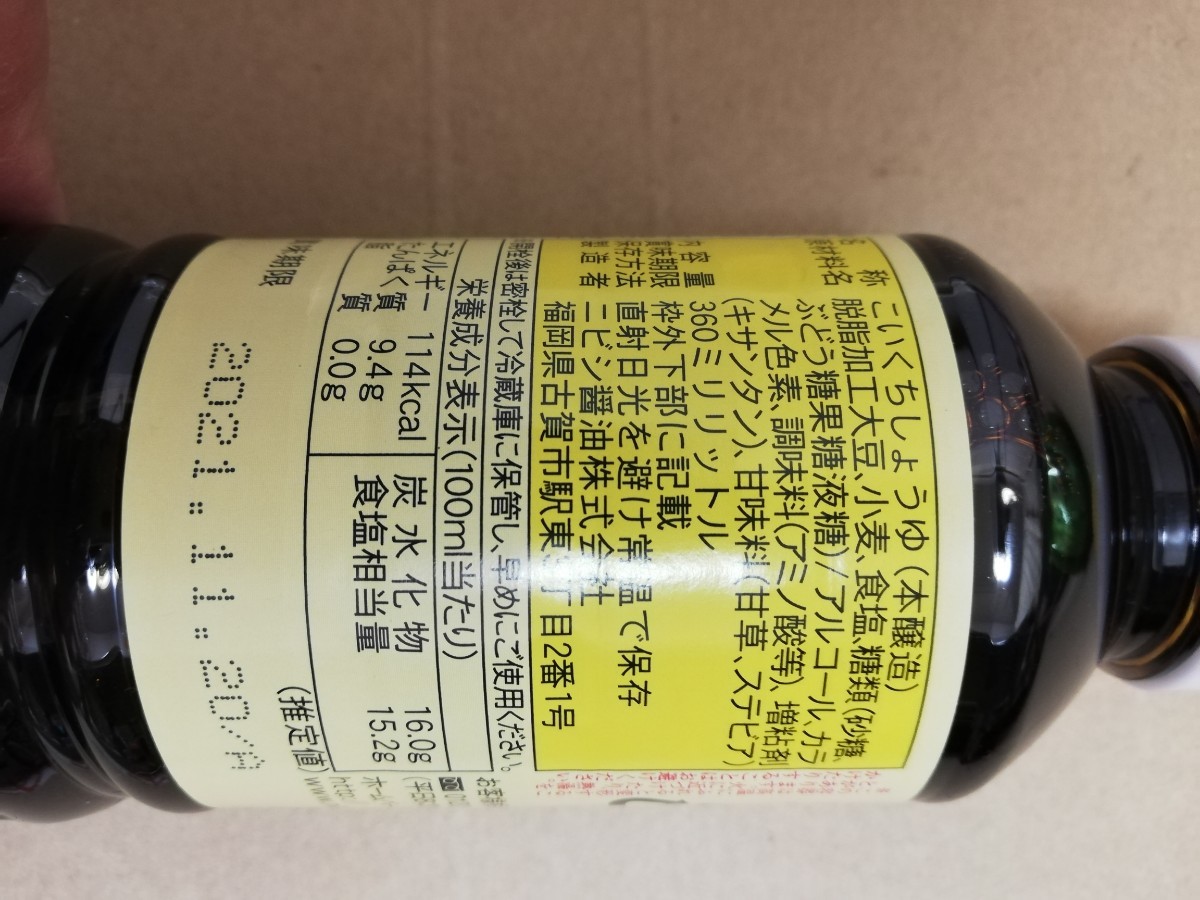 名称 こいくちしょうゆ（本醸造）
原材料名 脱脂加工大豆、小麦、食塩、糖類（砂糖、
ぶどう糖果糖液糖）/アルコール、カラ
メル色素、調味料（アミノ酸等）、増粘剤
（キサンタン）、甘味料（甘草、ステビア）
内容量 360ミリリットル
賞味期限 枠外下部に記載
保存方法 直射日光を避け常温で保存
製造者 ニビシ醤油株式会社
福岡県古賀市駅東 丁目2番1号
開栓後は密栓して冷蔵庫に保管し、早めにご使用ください。
栄養成分表示（100ml当たり）
エネルギー 114kcal 炭水化物 16.0g
たんぱく質 9.4g 食塩相当量 15.2g
脂質 0.0g
（推定値）
賞味期限
2021.11.20/A
お客様
（平日
ホーム
http:
www